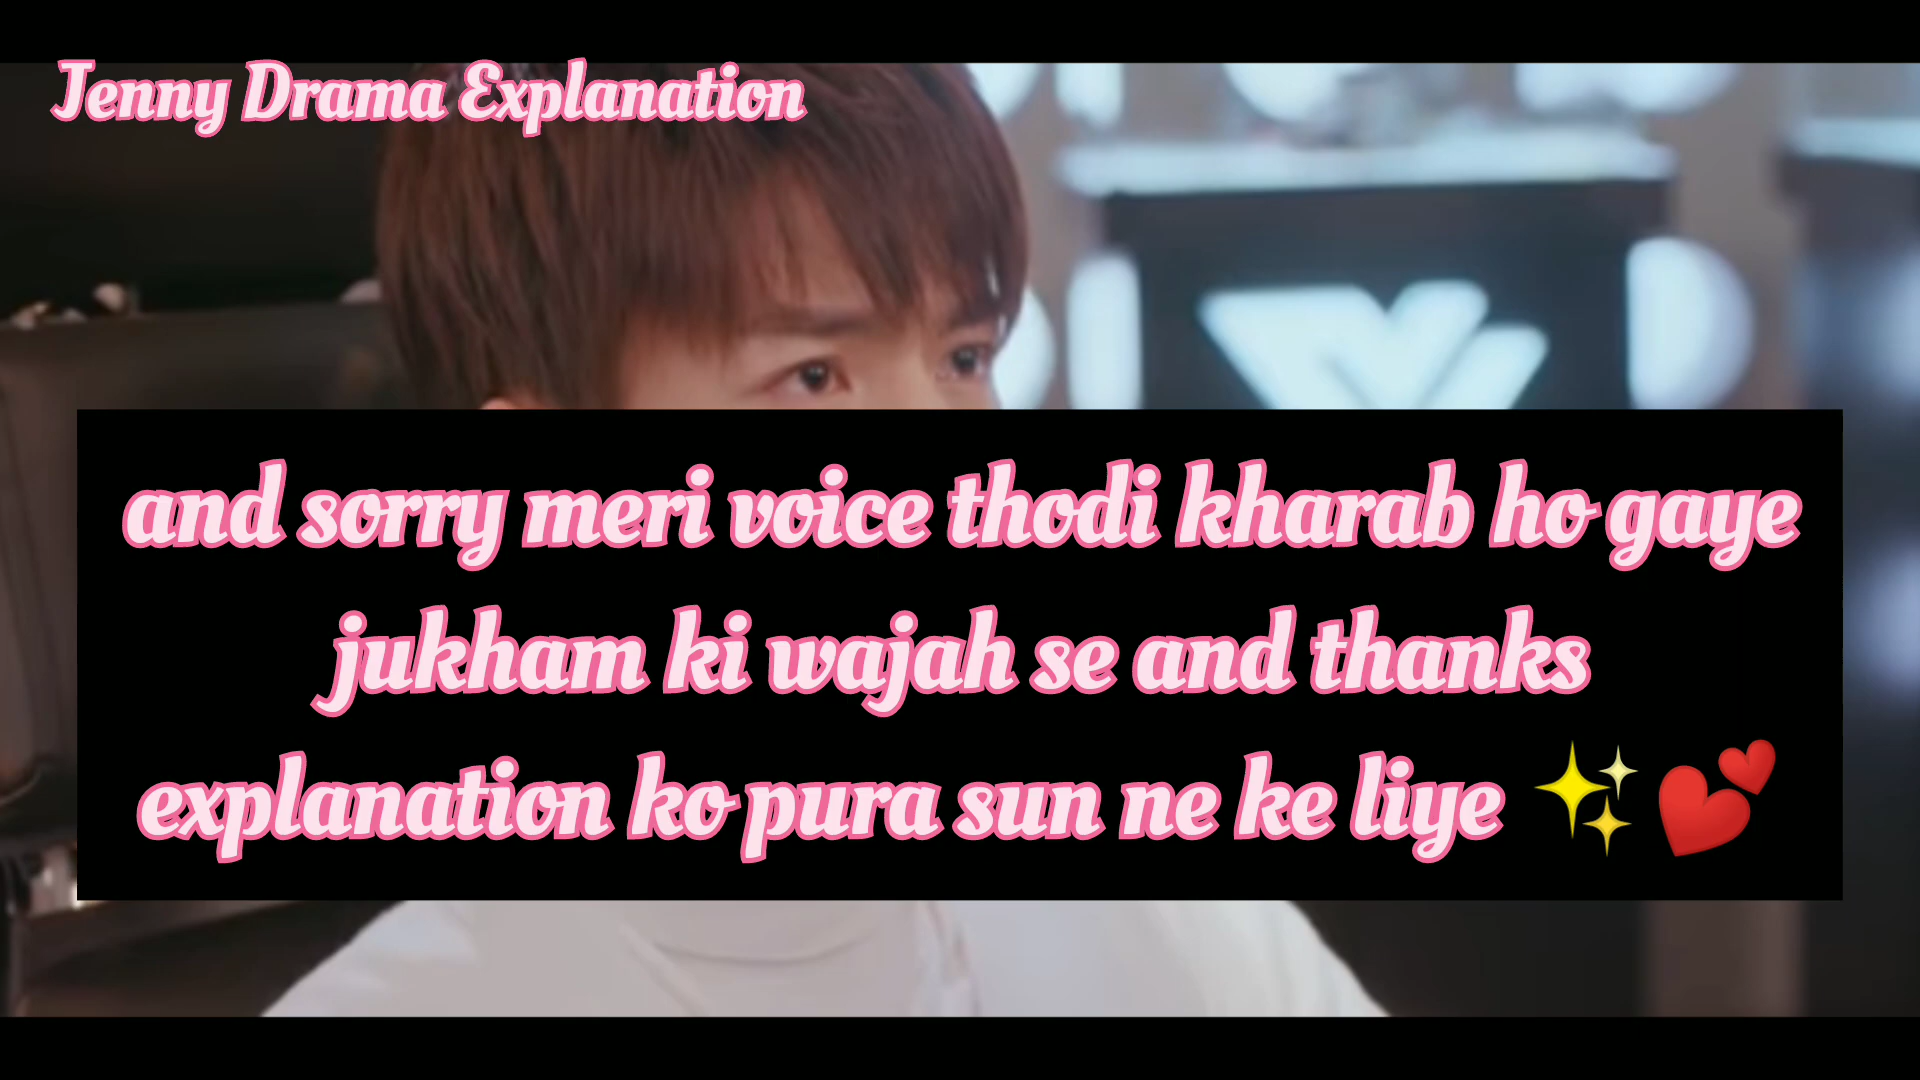 Jenny Drama Explanation
and sorry meri voice thodi kharab ho gaye
jukham ki wajah se and thanks
explanation ko pura sun ne ke liye ✨💕